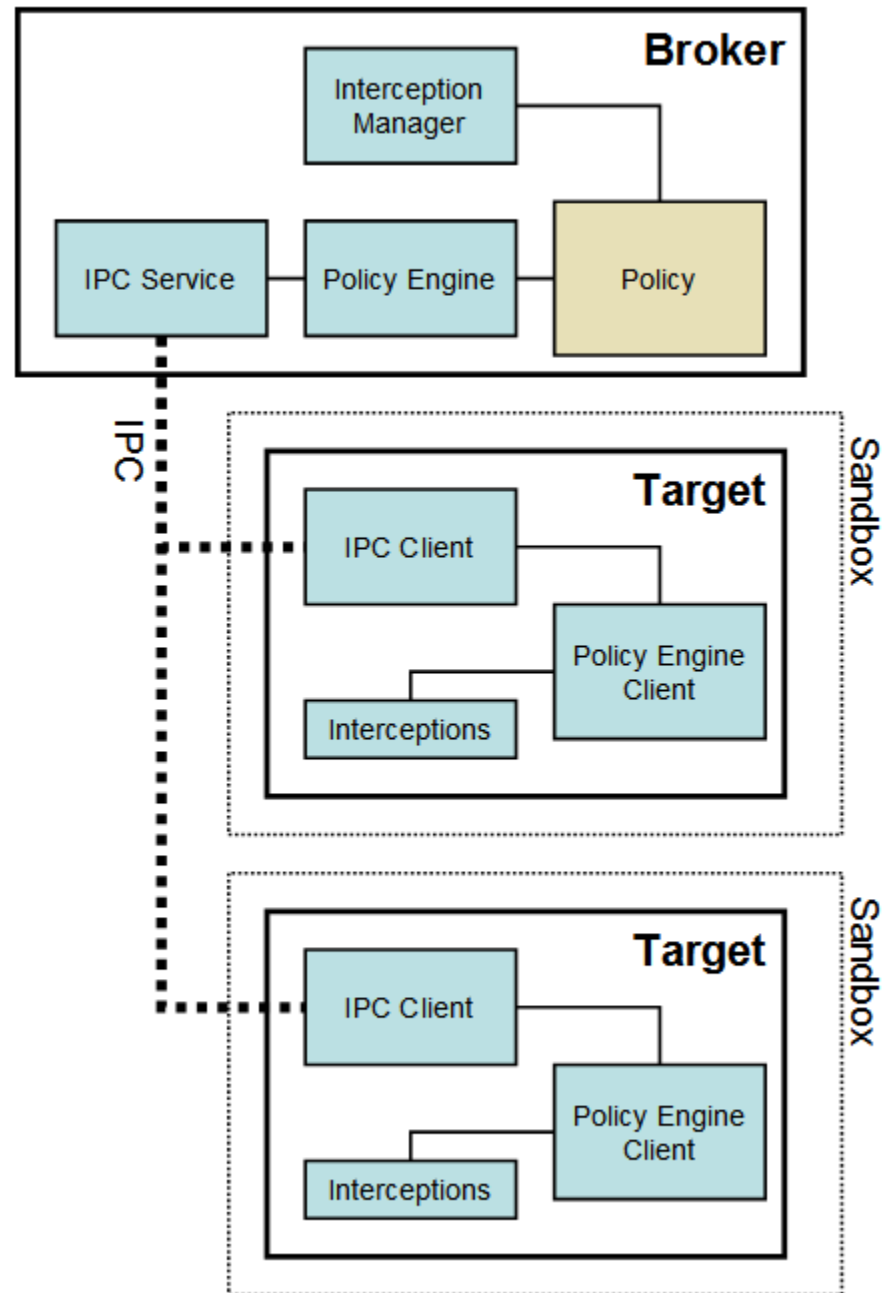 Broker
Interception
Manager
IPC Service
Policy Engine
Policy
IPC
Sandbox
Target
IPC Client
Policy Engine
Client
Interceptions
Sandbox
Target
IPC Client
Policy Engine
Client
Interceptions